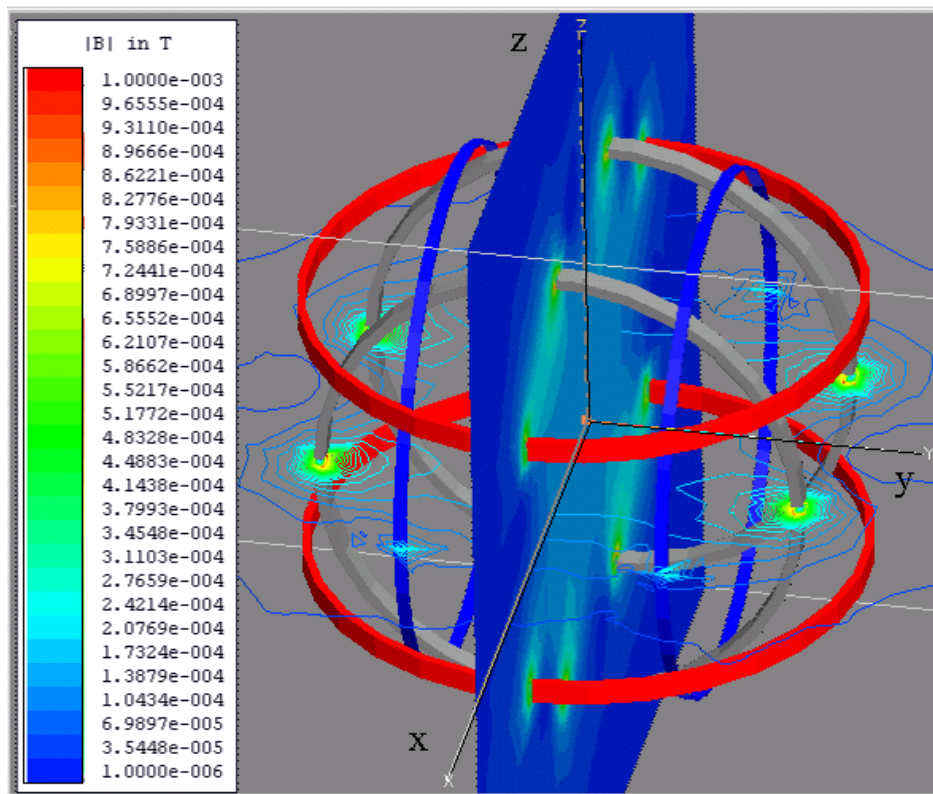 |B| in T
1.0000e-003
9.6555e-004
9.3110e-004
8.9666e-004
8.6221e-004
8.2776e-004
7.9331e-004
7.5886e-004
7.2441e-004
6.8997e-004
6.5552e-004
6.2107e-004
5.8662e-004
5.5217e-004
5.1772e-004
4.8328e-004
4.4883e-004
4.1438e-004
3.7993e-004
3.4548e-004
3.1103e-004
2.7659e-004
2.4214e-004
2.0769e-004
1.7324e-004
1.3879e-004
1.0434e-004
6.9897e-005
3.5448e-005
1.0000e-006
z
Z
Y
y
x
X